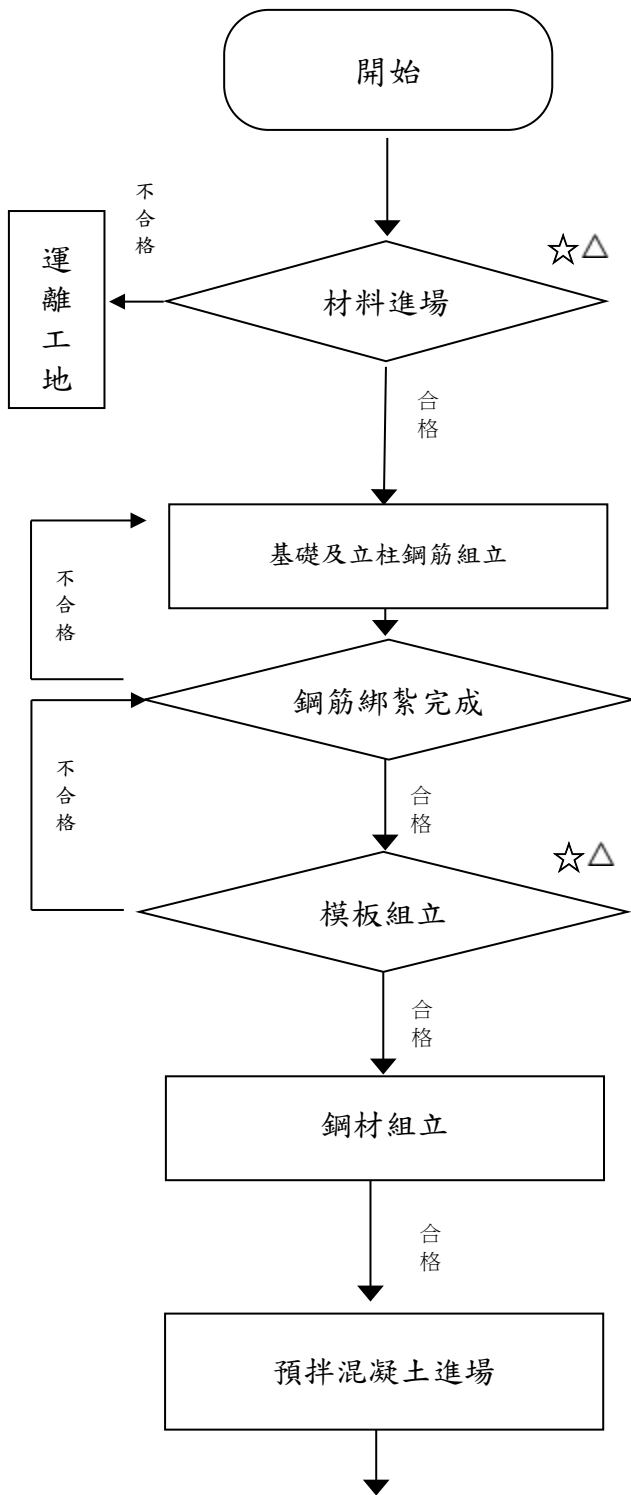 開始
不合格
運離工地
☆△
材料進場
合格
基礎及立柱鋼筋組立
不合格
鋼筋綁紮完成
不合格
合格
☆△
模板組立
合格
鋼材組立
合格
預拌混凝土進場